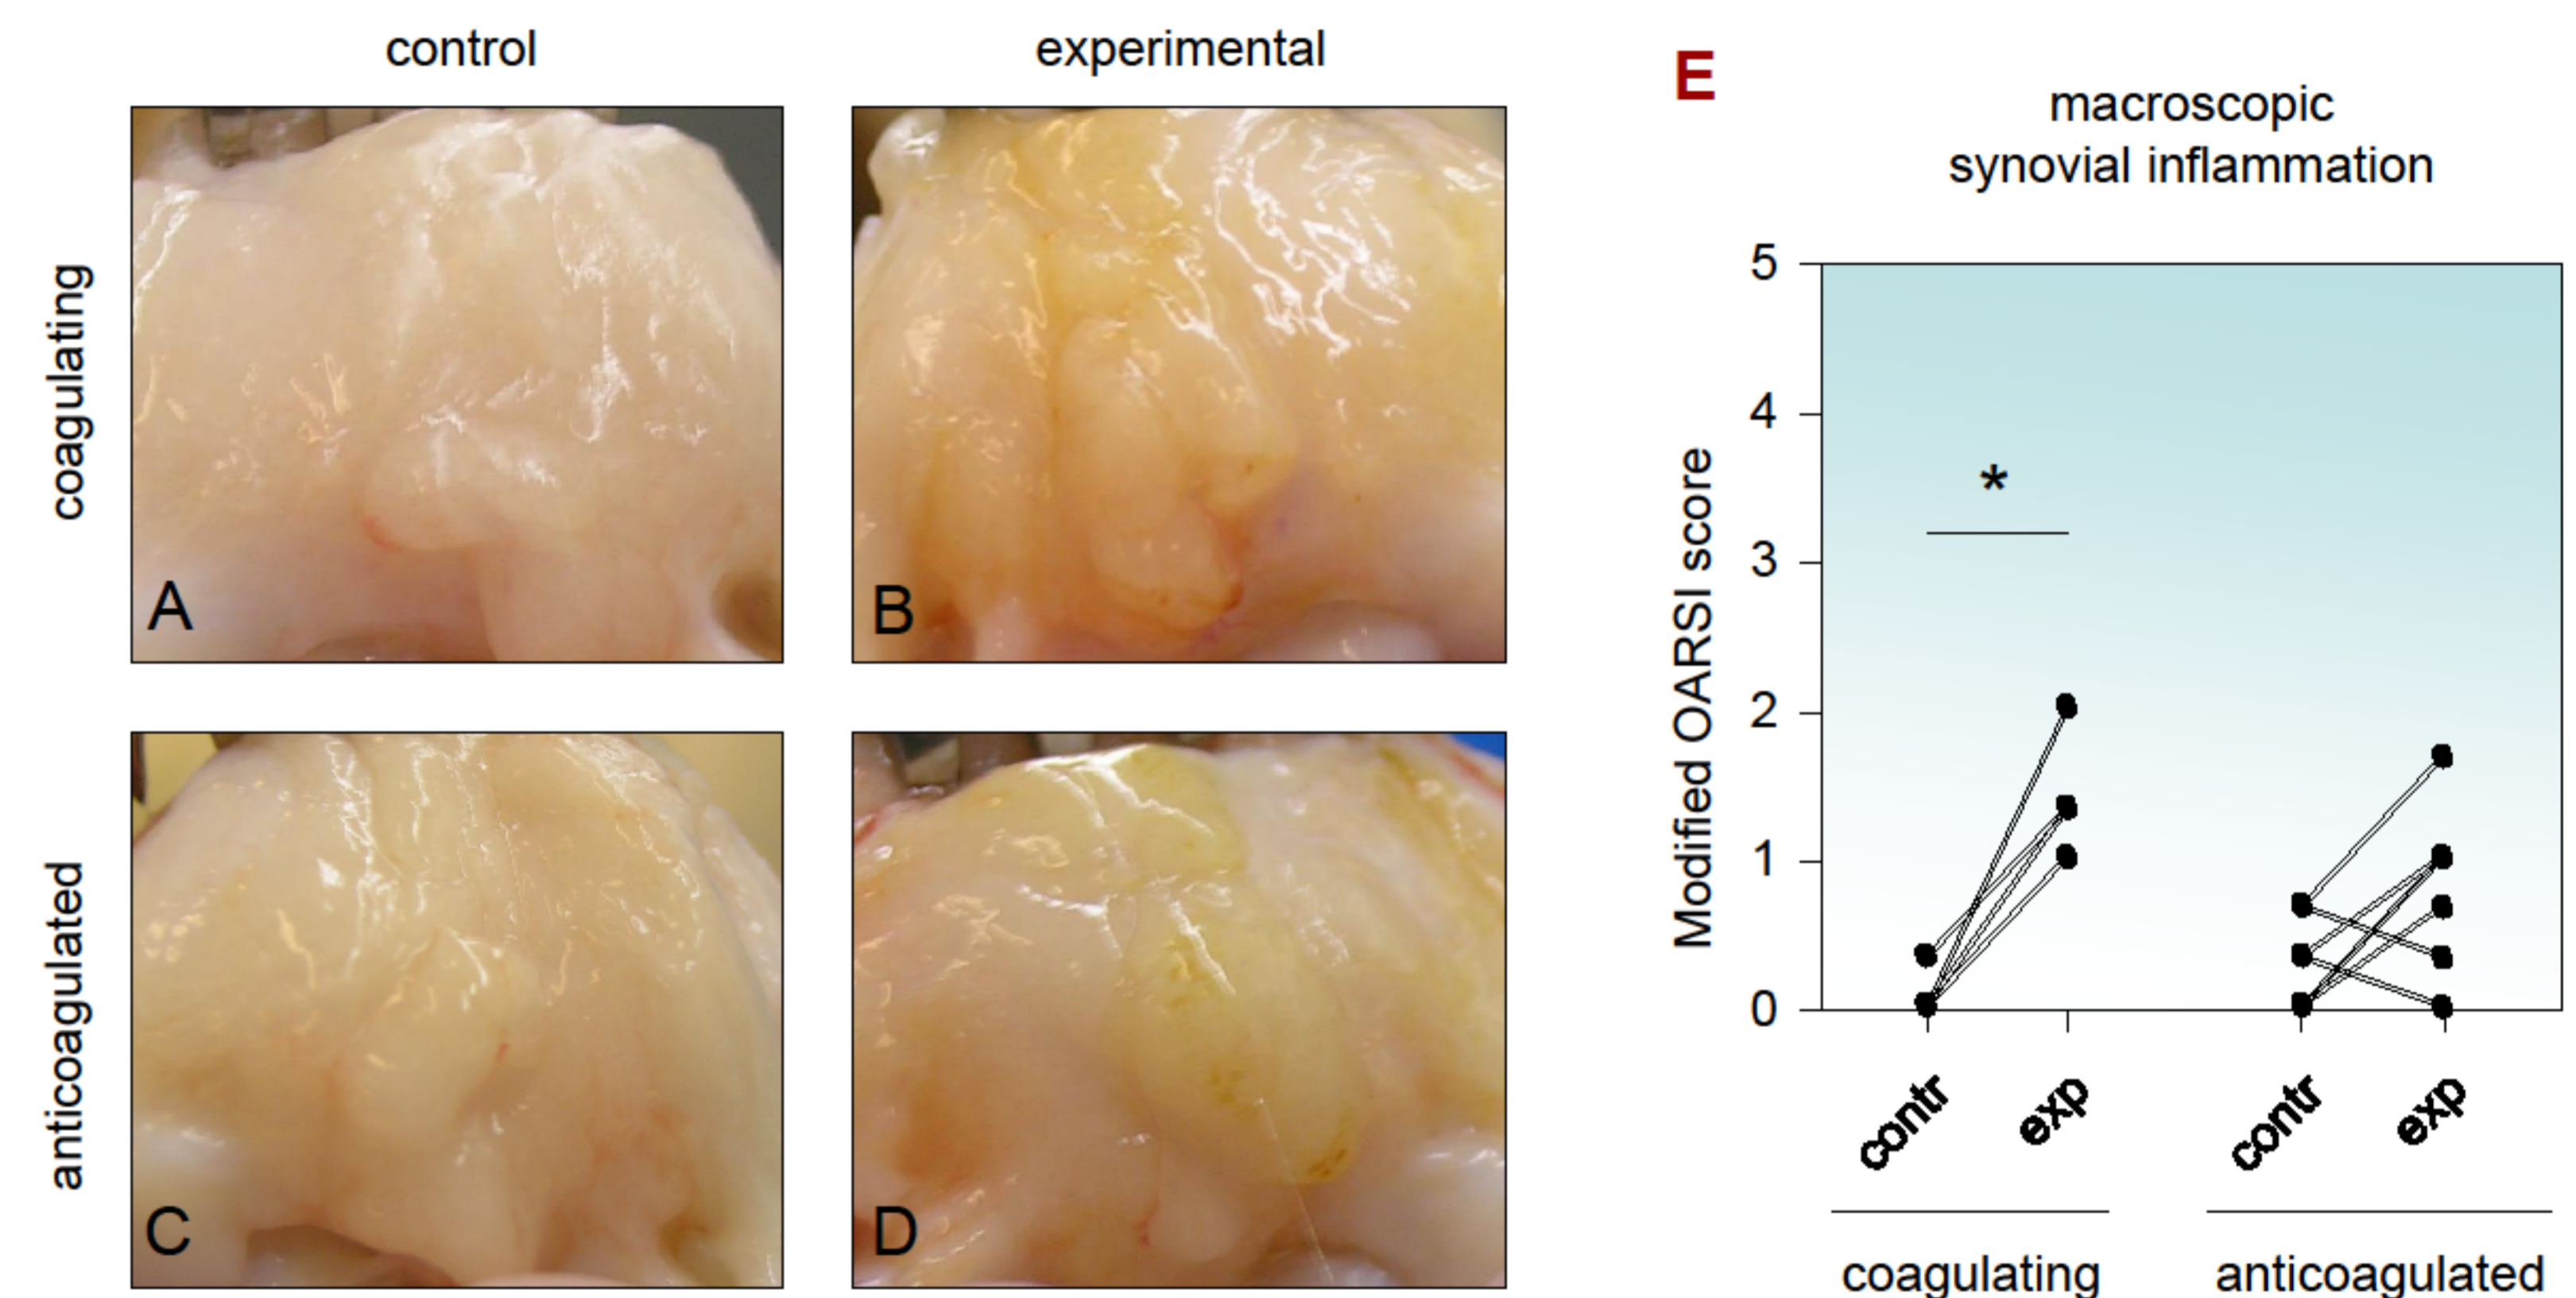 control
experimental
coagulating
anticoagulated
A
B
C
D
E
macroscopic
synovial inflammation
Modified OARSI score
5
4
3
2
1
0
*
contr
exp
contr
exp
coagulating
anticoagulated